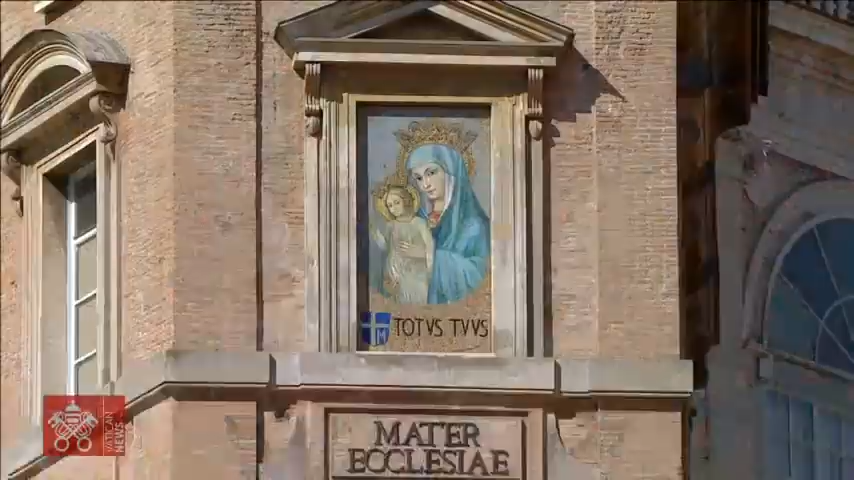 TOTVS TVVS
M
MATER
ECCLESIAE
VATICAN
NEWS